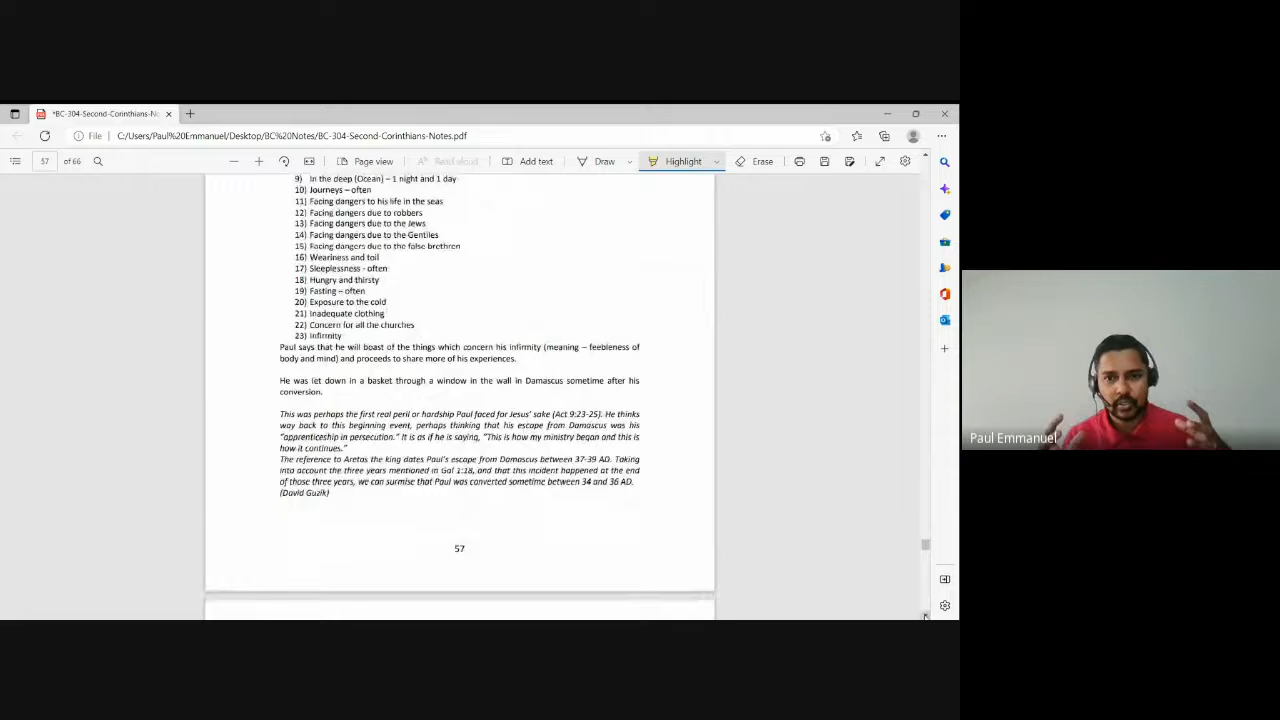 *BC-304-Second-Corinthians-No
File
C:/Users/Paul%20Emmanuel/Desktop/BC%20Notes/BC-304-Second-Corinthians-Notes.pdf
57 of 66
Page view
Read aloud
Add text
Draw
Highlight
Erase
9) In the deep (Ocean) – 1 night and 1 day
10) Journeys – often
11) Facing dangers to his life in the seas
12) Facing dangers due to robbers
13) Facing dangers due to the Jews
14) Facing dangers due to the Gentiles
15) Facing dangers due to the false brethren
16) Weariness and toil
17) Sleeplessness - often
18) Hungry and thirsty
19) Fasting – often
20) Exposure to the cold
21) Inadequate clothing
22) Concern for all the churches
23) Infirmity
Paul says that he will boast of the things which concern his infirmity (meaning – feebleness of
body and mind) and proceeds to share more of his experiences.
He was let down in a basket through a window in the wall in Damascus sometime after his
conversion.
This was perhaps the first real peril or hardship Paul faced for Jesus' sake (Act 9:23-25). He thinks
way back to this beginning event, perhaps thinking that his escape from Damascus was his
"apprenticeship in persecution." It is as if he is saying, "This is how my ministry began and this is
how it continues."
The reference to Aretas the king dates Paul's escape from Damascus between 37-39 AD. Taking
into account the three years mentioned in Gal 1:18, and that this incident happened at the end
of those three years, we can surmise that Paul was converted sometime between 34 and 36 AD.
(David Guzik)
57
Paul Emmanuel